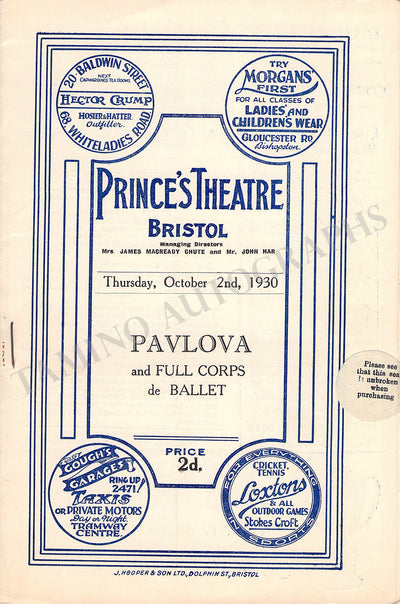 20 BALDWIN STREET
NEXT
CARWARDINES TEA ROOMS.
HECTOR CRUMP
HOSIER & HATTER
Outfitter.
68, WHITELADIES ROAD
TRY
MORGANS'
FIRST
FOR ALL CLASSES OF
LADIES' AND
CHILDREN'S WEAR
GLOUCESTER RD
Bishopston.
PRINCE'S THEATRE
BRISTOL
Managing Directors
Mrs JAMES MACREADY CHUTE and Mr. JOHN HAR
Thursday, October 2nd, 1930
PAVLOVA
and FULL CORPS
de BALLET
Please see
that this sea
is unbroken
when
purchasing
PRICE
2d.
GET
GOUGH'S
GARAGES
RING UP
2471!
TAXIS
OR PRIVATE MOTORS
Day or Night.
TRAMWAY
CENTRE.
FOR EVERYTHING
CRICKET,
TENNIS
Loxtons
& ALL
OUTDOOR GAMES
Stokes Croft
IN SPORTS
J. HOOPER & SON LTD., DOLPHIN ST., BRISTOL
TAMINO AUTOGRAPHS